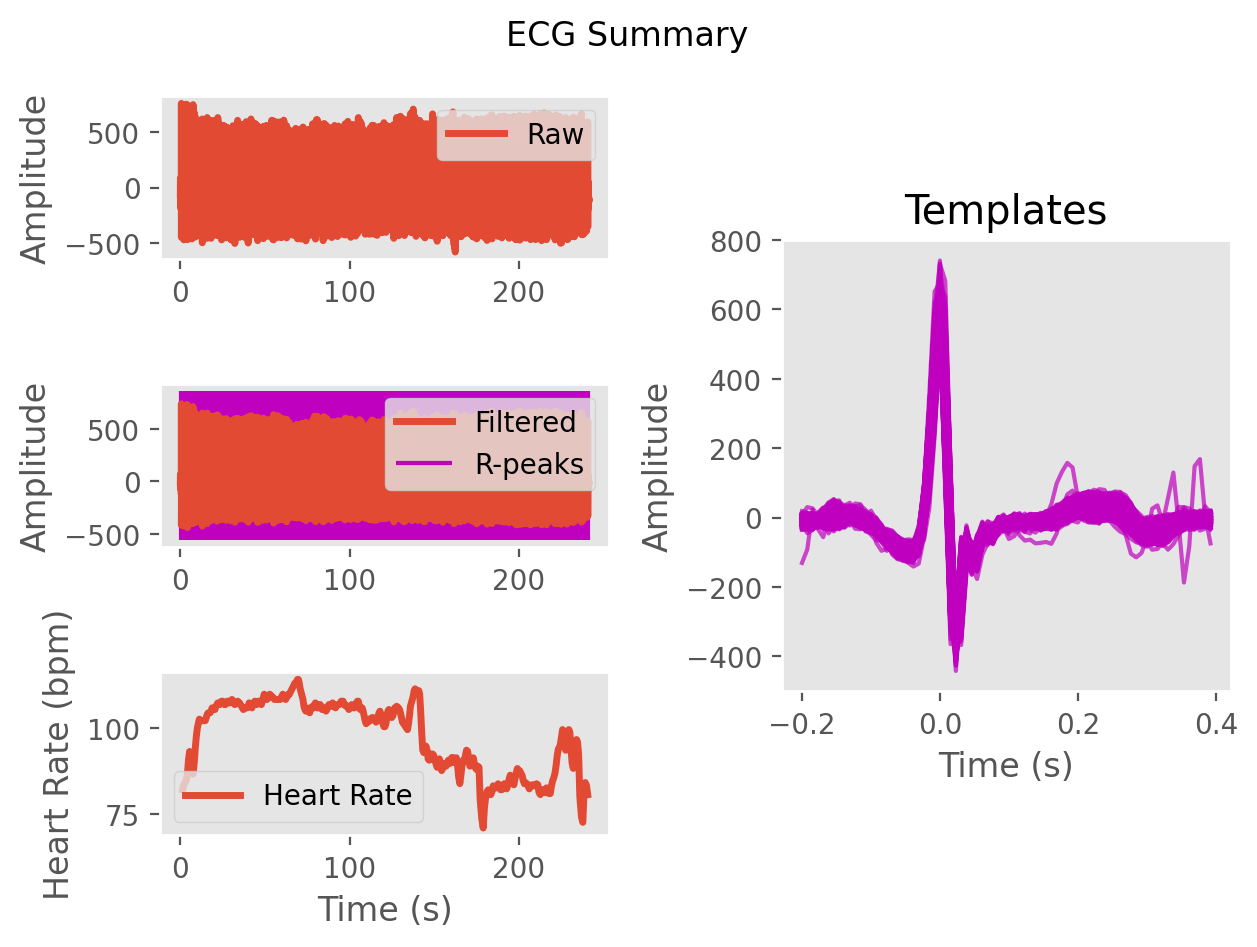 ECG Summary
Amplitude
500
0
−500
Raw
0 100 200
Amplitude
500
0
−500
Filtered
R-peaks
0 100 200
Heart Rate (bpm)
100
75
Heart Rate
0 100 200
Time (s)
Templates
Amplitude
800
600
400
200
0
−200
−400
−0.2 0.0 0.2 0.4
Time (s)